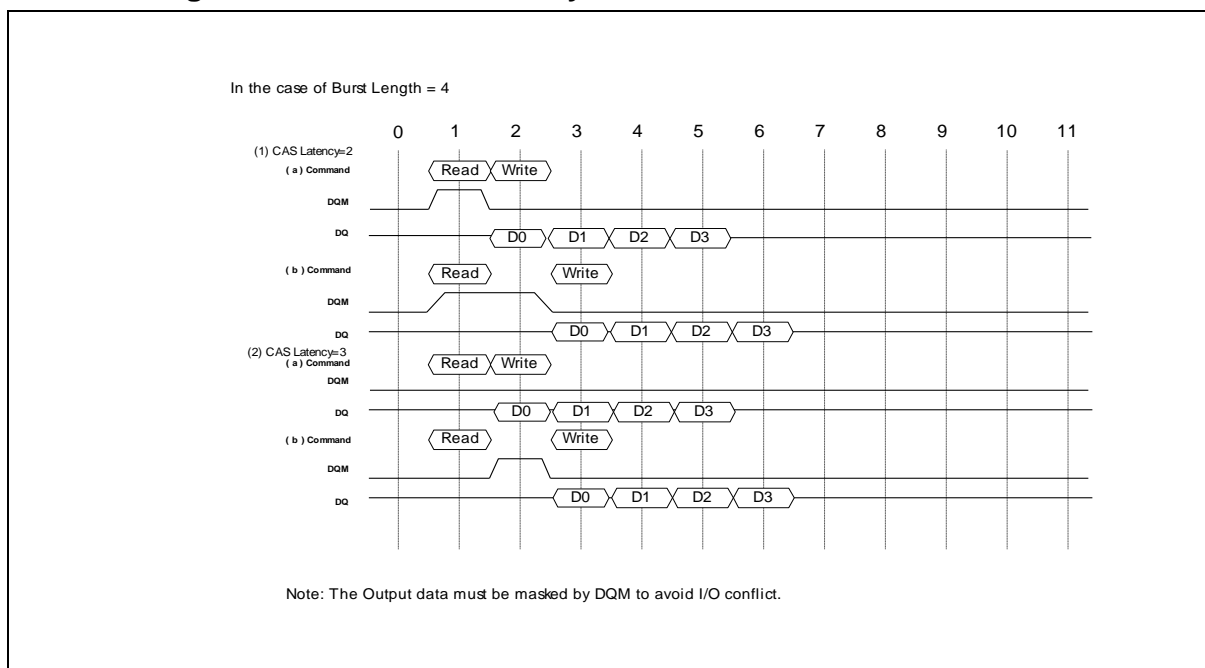 In the case of Burst Length = 4
0 1 2 3 4 5 6 7 8 9 10 11
(1) CAS Latency=2
( a ) Command Read Write
DQM
DQ D0 D1 D2 D3
( b ) Command Read Write
DQM
DQ D0 D1 D2 D3
(2) CAS Latency=3
( a ) Command Read Write
DQM
DQ D0 D1 D2 D3
( b ) Command Read Write
DQM
DQ D0 D1 D2 D3
Note: The Output data must be masked by DQM to avoid I/O conflict.